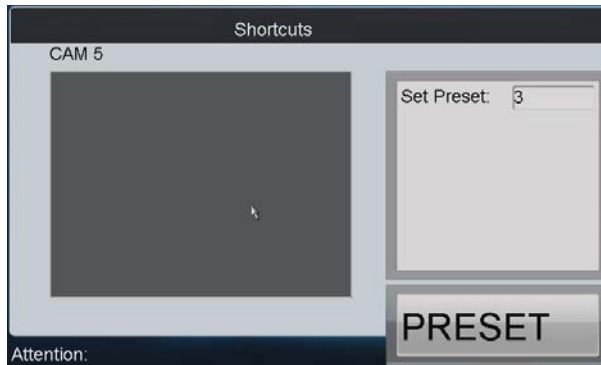 Shortcuts
CAM 5
Set Preset: 3
PRESET
Attention: